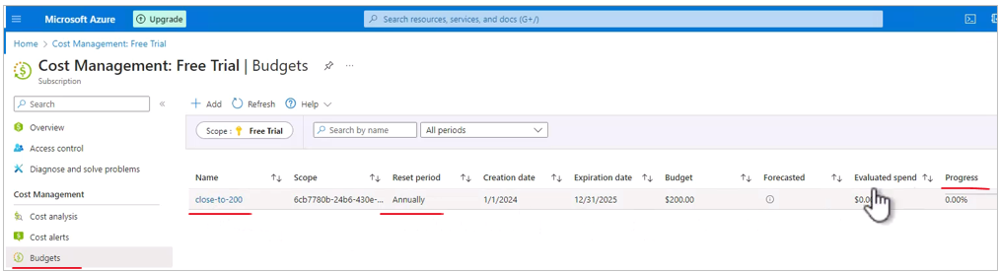 Microsoft Azure Upgrade Search resources, services, and docs (G+/)
Home > Cost Management: Free Trial
Cost Management: Free Trial | Budgets
Subscription
Search Add Refresh Help
Overview Scope : Free Trial Search by name All periods
Access control
Diagnose and solve problems
Name Scope Reset period Creation date Expiration date Budget Forecasted Evaluated spend Progress
Cost Management
close-to-200 6cb7780b-24b6-430e-... Annually 1/1/2024 12/31/2025 $200.00 0.00%
Cost analysis
Cost alerts
Budgets